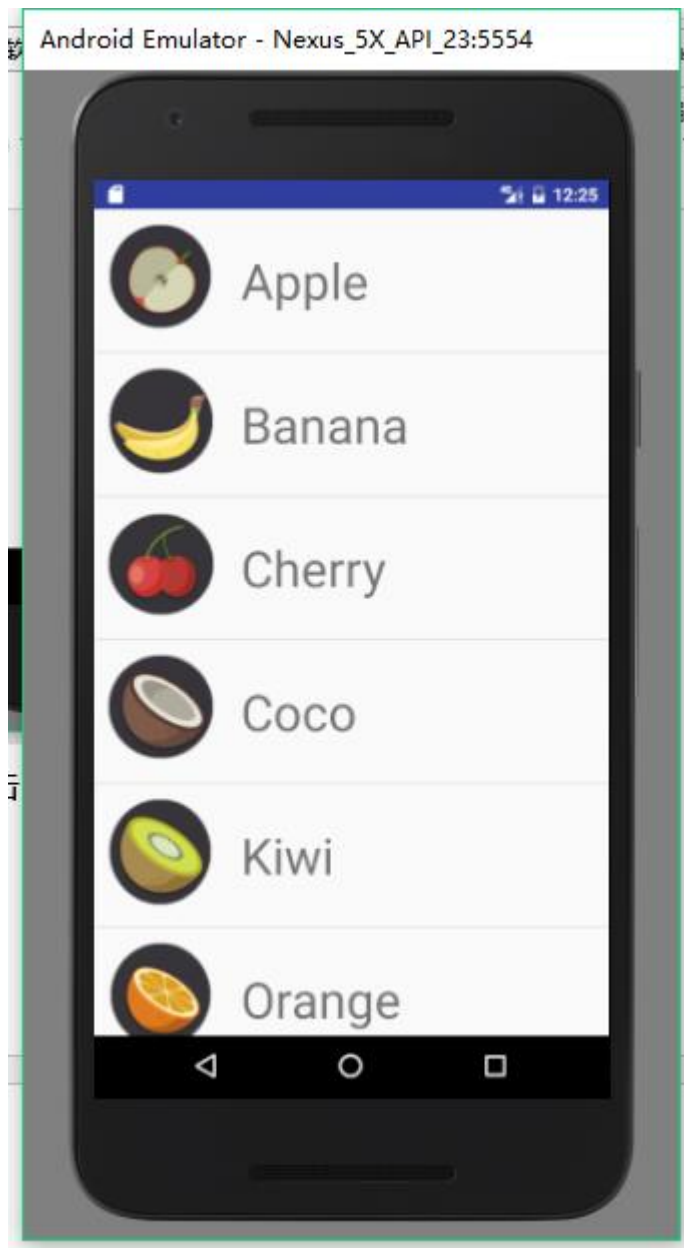 Android Emulator - Nexus_5X_API_23:5554
12:25
Apple
Banana
Cherry
Coco
Kiwi
Orange